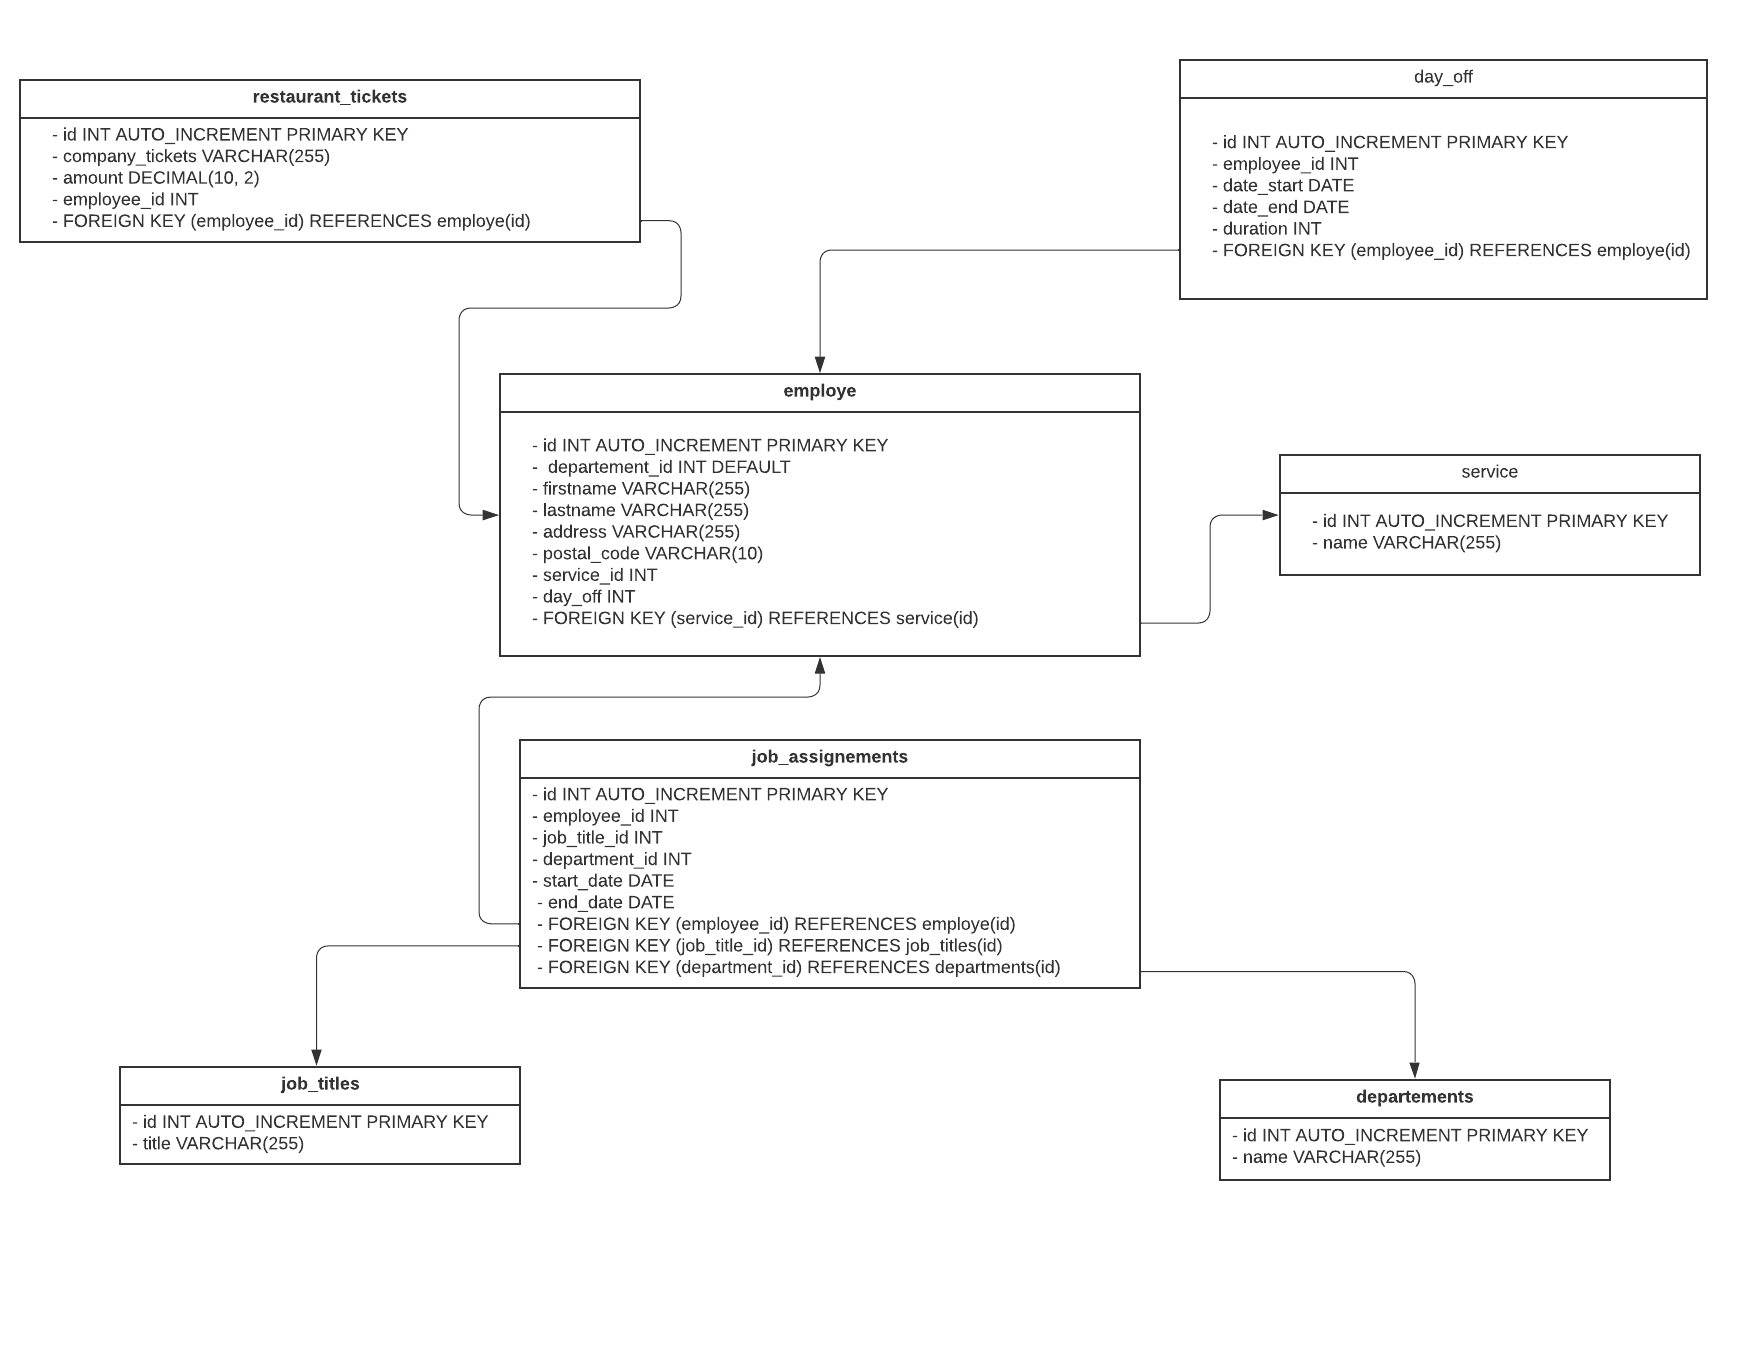 restaurant_tickets
- id INT AUTO_INCREMENT PRIMARY KEY
- company_tickets VARCHAR(255)
- amount DECIMAL(10, 2)
- employee_id INT
- FOREIGN KEY (employee_id) REFERENCES employe(id)
day_off
- id INT AUTO_INCREMENT PRIMARY KEY
- employee_id INT
- date_start DATE
- date_end DATE
- duration INT
- FOREIGN KEY (employee_id) REFERENCES employe(id)
employe
- id INT AUTO_INCREMENT PRIMARY KEY
-  departement_id INT DEFAULT
- firstname VARCHAR(255)
- lastname VARCHAR(255)
- address VARCHAR(255)
- postal_code VARCHAR(10)
- service_id INT
- day_off INT
- FOREIGN KEY (service_id) REFERENCES service(id)
service
- id INT AUTO_INCREMENT PRIMARY KEY
- name VARCHAR(255)
job_assignements
- id INT AUTO_INCREMENT PRIMARY KEY
- employee_id INT
- job_title_id INT
- department_id INT
- start_date DATE
- end_date DATE
- FOREIGN KEY (employee_id) REFERENCES employe(id)
- FOREIGN KEY (job_title_id) REFERENCES job_titles(id)
- FOREIGN KEY (department_id) REFERENCES departments(id)
job_titles
- id INT AUTO_INCREMENT PRIMARY KEY
- title VARCHAR(255)
departements
- id INT AUTO_INCREMENT PRIMARY KEY
- name VARCHAR(255)